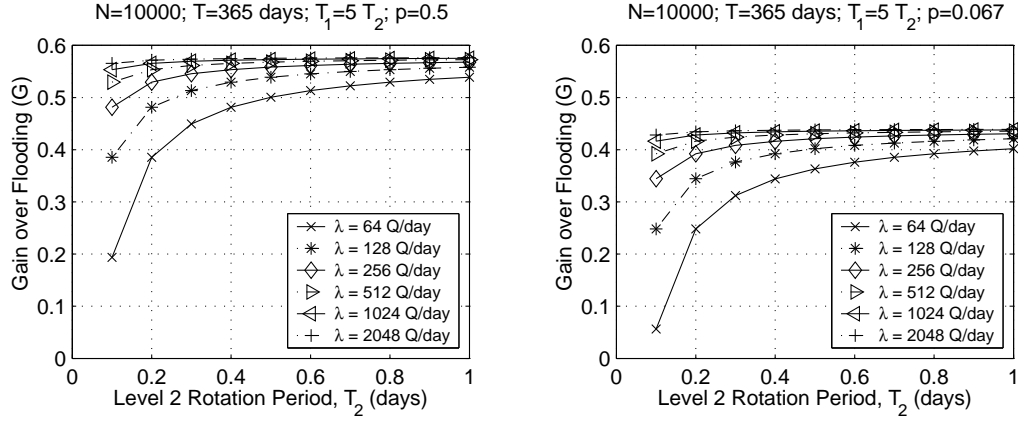 N=10000; T=365 days; T1=5 T2; p=0.5
Gain over Flooding (G)
0.6
0.5
0.4
0.3
0.2
0.1
0
λ = 64 Q/day
λ = 128 Q/day
λ = 256 Q/day
λ = 512 Q/day
λ = 1024 Q/day
λ = 2048 Q/day
0 0.2 0.4 0.6 0.8 1
Level 2 Rotation Period, T2 (days)
N=10000; T=365 days; T1=5 T2; p=0.067
Gain over Flooding (G)
0.6
0.5
0.4
0.3
0.2
0.1
0
λ = 64 Q/day
λ = 128 Q/day
λ = 256 Q/day
λ = 512 Q/day
λ = 1024 Q/day
λ = 2048 Q/day
0 0.2 0.4 0.6 0.8 1
Level 2 Rotation Period, T2 (days)